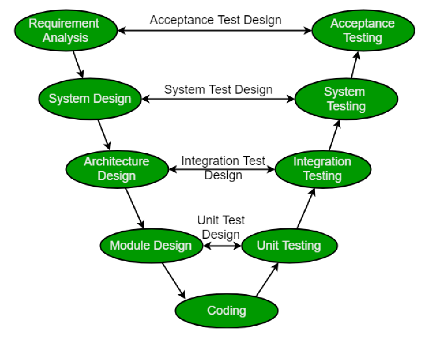 Requirement
Analysis
Acceptance Test Design
Acceptance
Testing
System Design
System Test Design
System
Testing
Architecture
Design
Integration Test
Design
Integration
Testing
Module Design
Unit Test
Design
Unit Testing
Coding